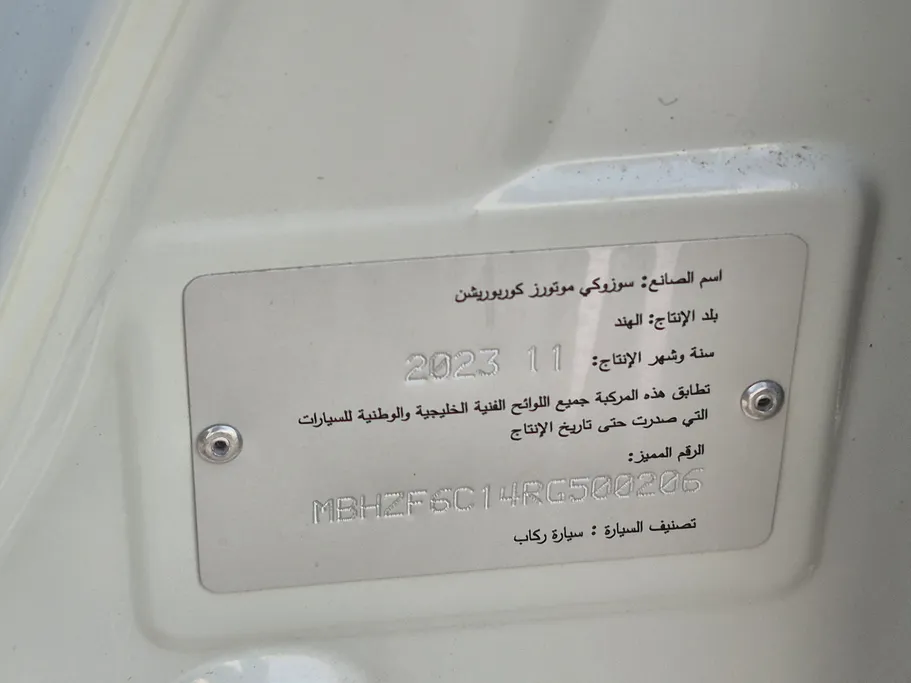 اسم الصانع: سوزوكي موتورز كوربوريشن
بلد الإنتاج: الهند
سنة وشهر الإنتاج: 11 2023
تطابق هذه المركبة جميع اللوائح الفنية الخليجية والوطنية للسيارات
التي صدرت حتى تاريخ الإنتاج
الرقم المميز:
MBHZF6C14RG500206
تصنيف السيارة : سيارة ركاب